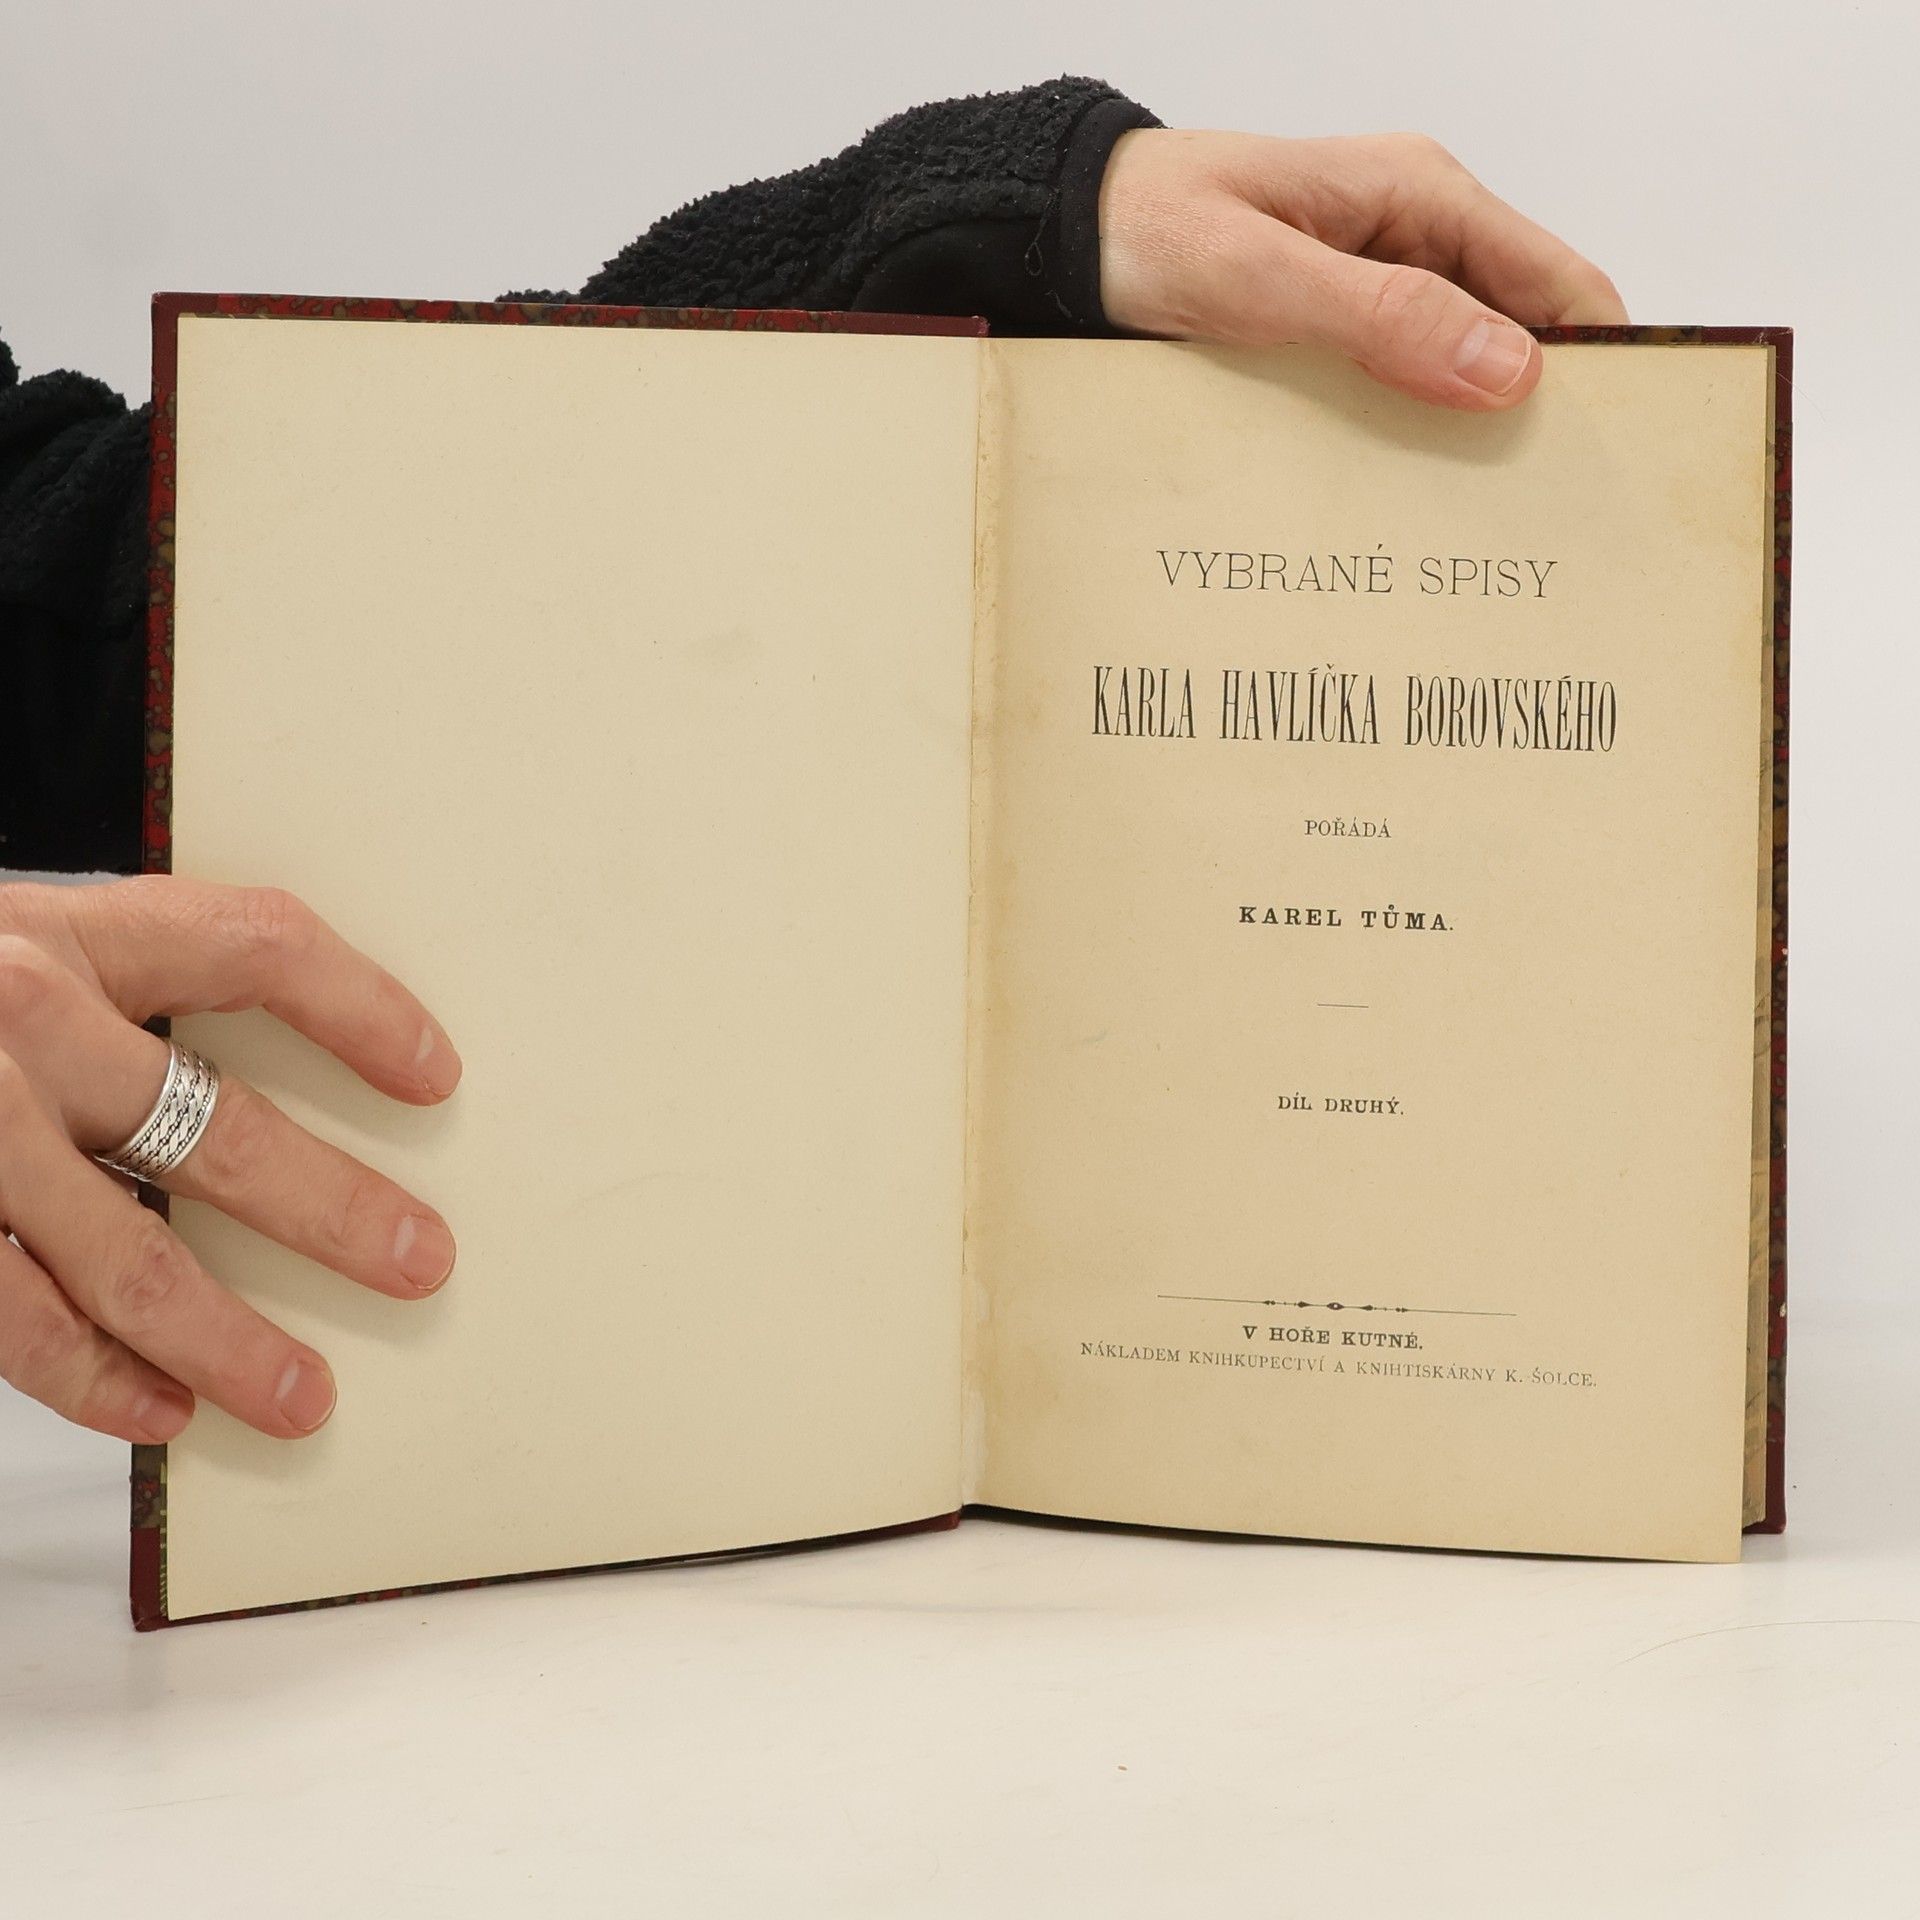 VYBRANÉ SPISY
KARLA HAVLÍČKA BOROVSKÉHO
POŘÁDÁ
KAREL TŮMA.
DÍL DRUHÝ.
V HOŘE KUTNÉ.
NÁKLADEM KNIHKUPECTVÍ A KNIHTISKÁRNY K. ŠOLCE.